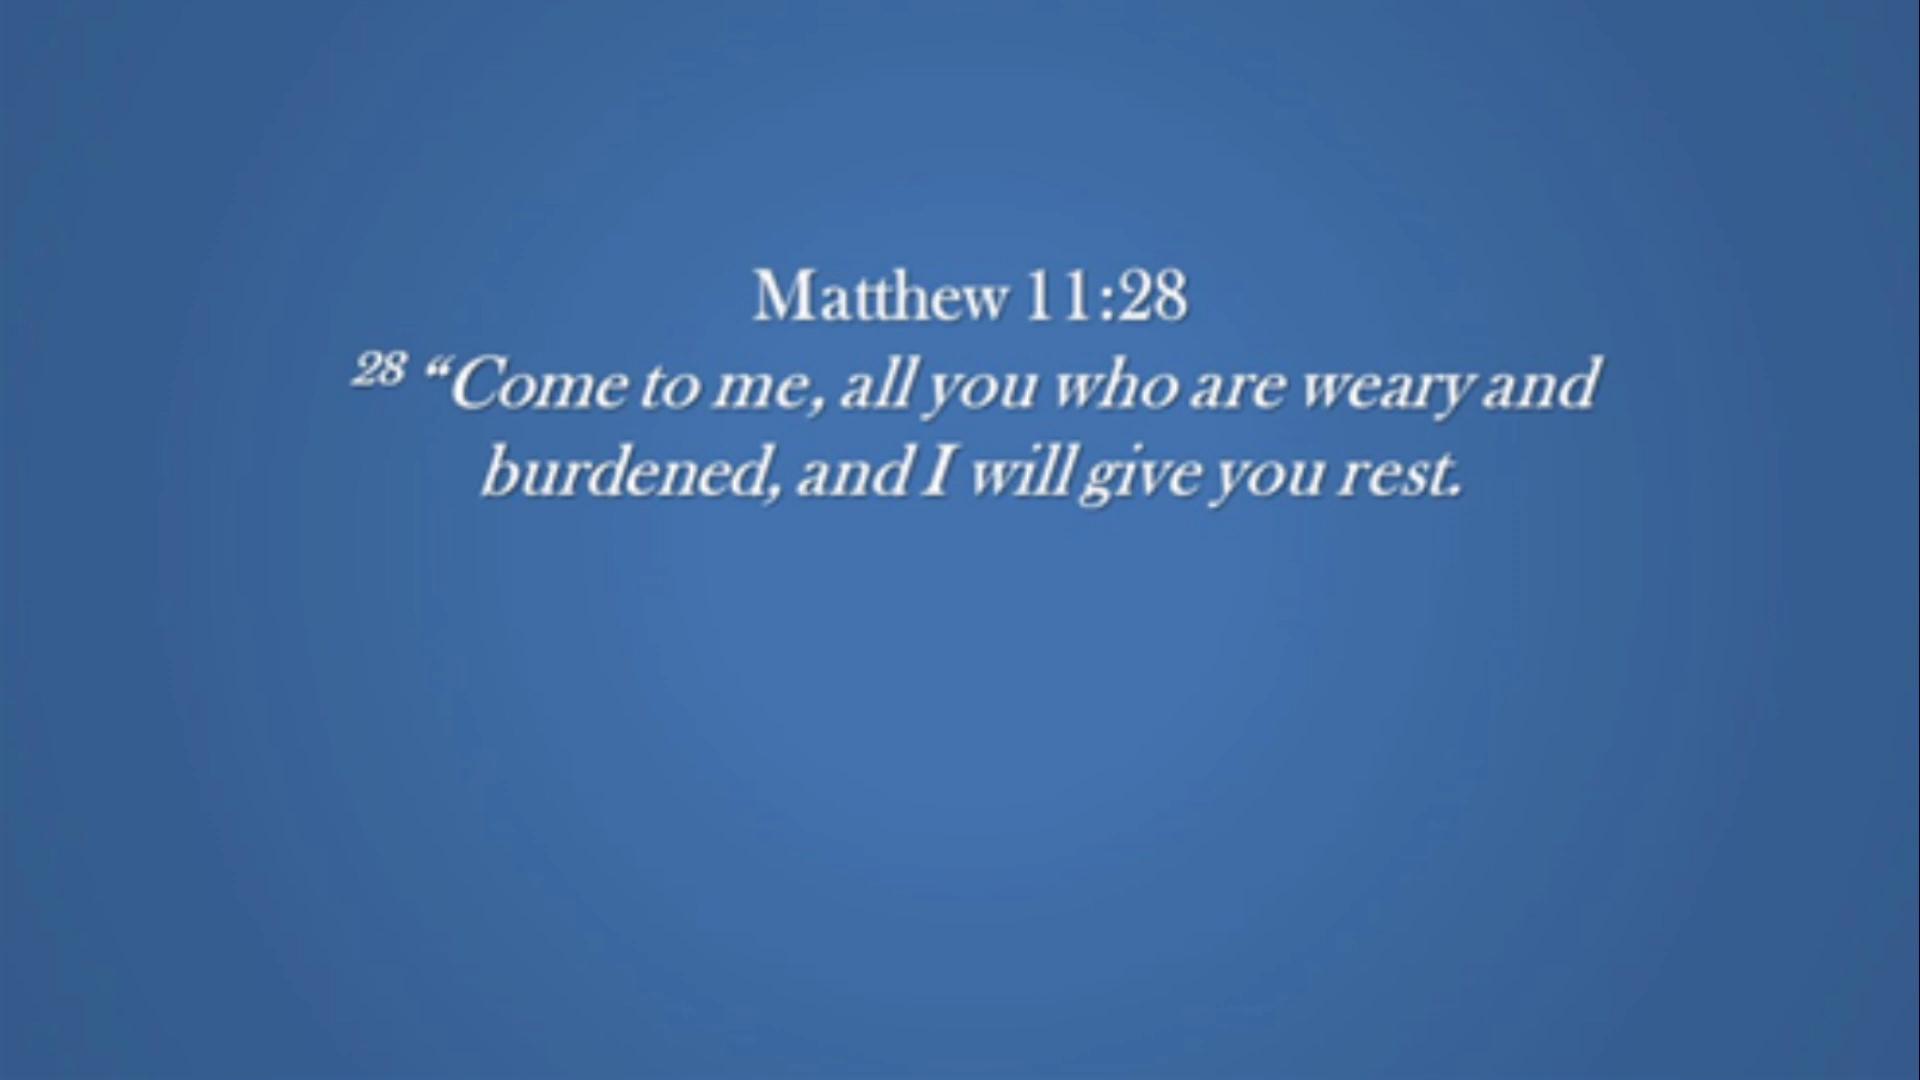 Matthew 11:28
28 “Come to me, all you who are weary and
burdened, and I will give you rest.